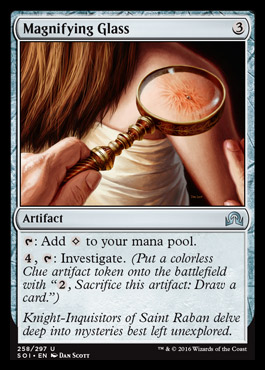 Magnifying Glass 3
Artifact
T: Add C to your mana pool.
4, T: Investigate. (Put a colorless
Clue artifact token onto the battlefield
with “2, Sacrifice this artifact: Draw a
card.”)
Knight-Inquisitors of Saint Raban delve
deep into mysteries best left unexplored.
258/297 U
SOI • EN DAN SCOTT
™ & © 2016 Wizards of the Coast